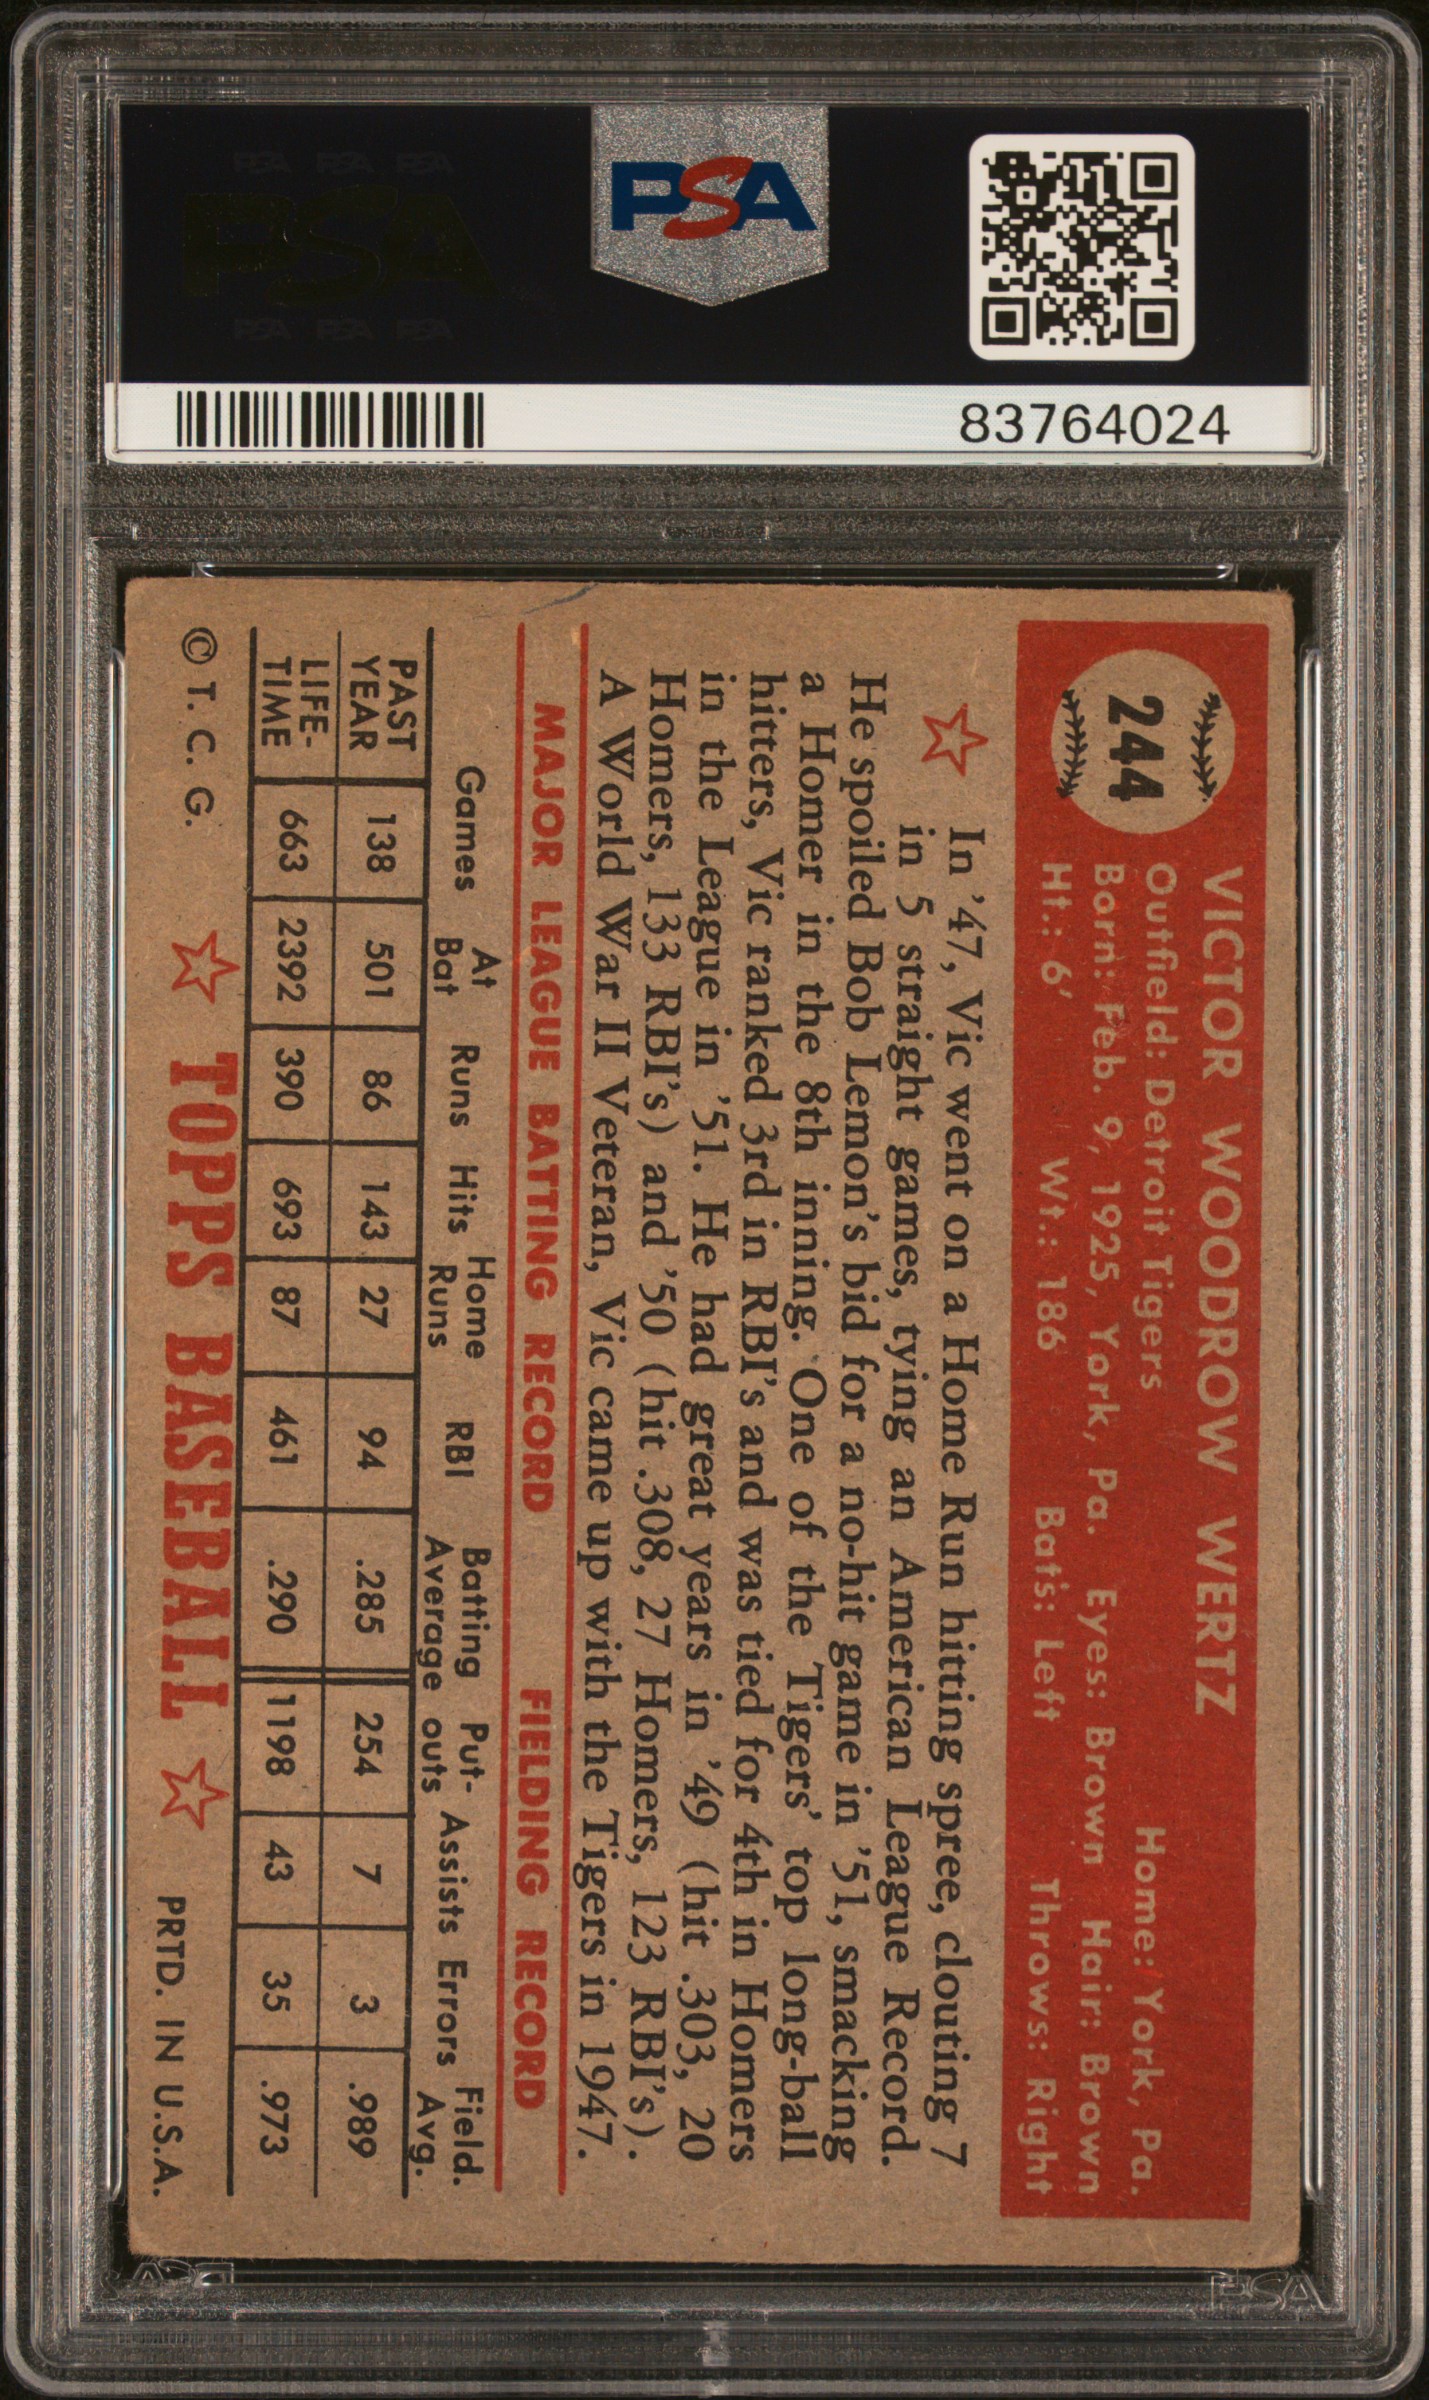 PSA PSA PSA
PSA
PSA PSA PSA
PSA
83764024
244
VICTOR WOODROW WERTZ
Outfield: Detroit Tigers Home: York, Pa.
Born: Feb. 9, 1925, York, Pa. Eyes: Brown Hair: Brown
Ht.: 6' Wt.: 186 Bats: Left Throws: Right
In '47, Vic went on a Home Run hitting spree, clouting 7
in 5 straight games, tying an American League Record.
He spoiled Bob Lemon's bid for a no-hit game in '51, smacking
a Homer in the 8th inning. One of the Tigers' top long-ball
hitters, Vic ranked 3rd in RBI's and was tied for 4th in Homers
in the League in '51. He had great years in '49 (hit .303, 20
Homers, 133 RBI's) and '50 (hit .308, 27 Homers, 123 RBI's).
A World War II Veteran, Vic came up with the Tigers in 1947.
MAJOR LEAGUE BATTING RECORD FIELDING RECORD
Games At Bat Runs Hits Home Runs RBI Batting Average Put-outs Assists Errors Field. Avg.
PAST YEAR 138 501 86 143 27 94 .285 254 7 3 .989
LIFE-TIME 663 2392 390 693 87 461 .290 1198 43 35 .973
© T. C. G. TOPPS BASEBALL PRTD. IN U.S.A.
PSA
PSA